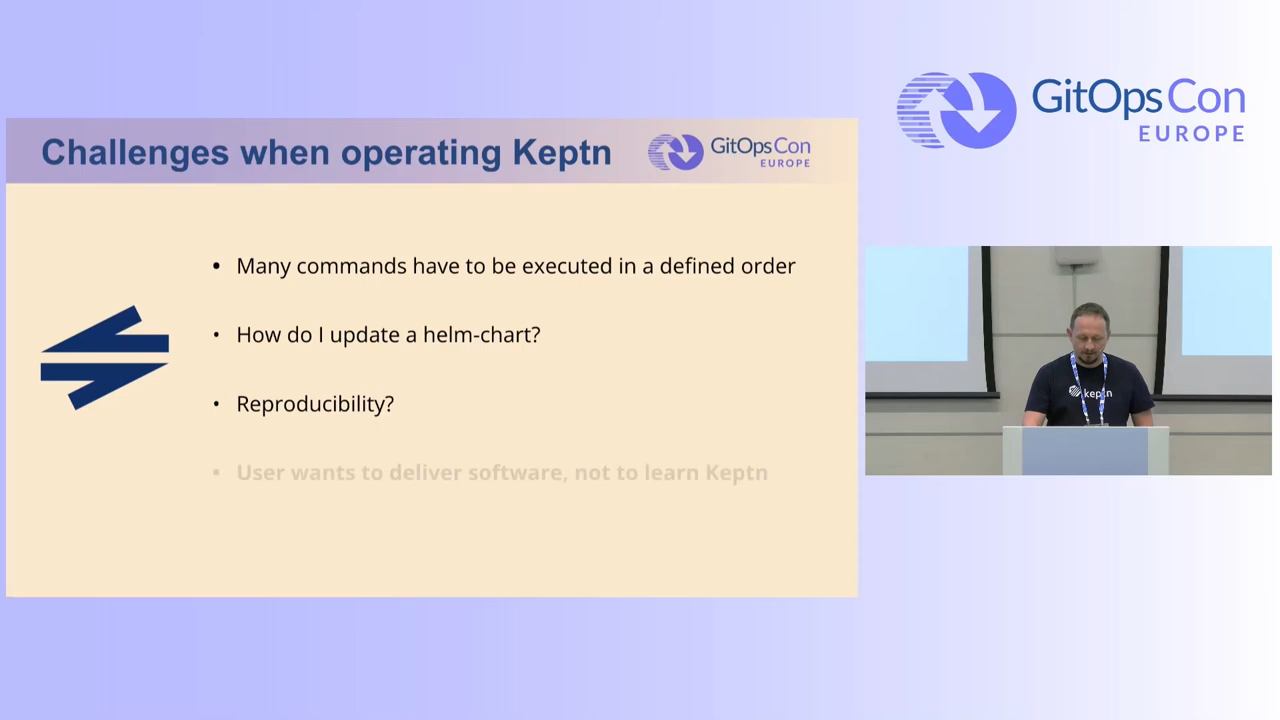 Challenges when operating Keptn
GitOpsCon
EUROPE
• Many commands have to be executed in a defined order
• How do I update a helm-chart?
• Reproducibility?
• User wants to deliver software, not to learn Keptn
GitOpsCon
EUROPE
keptn